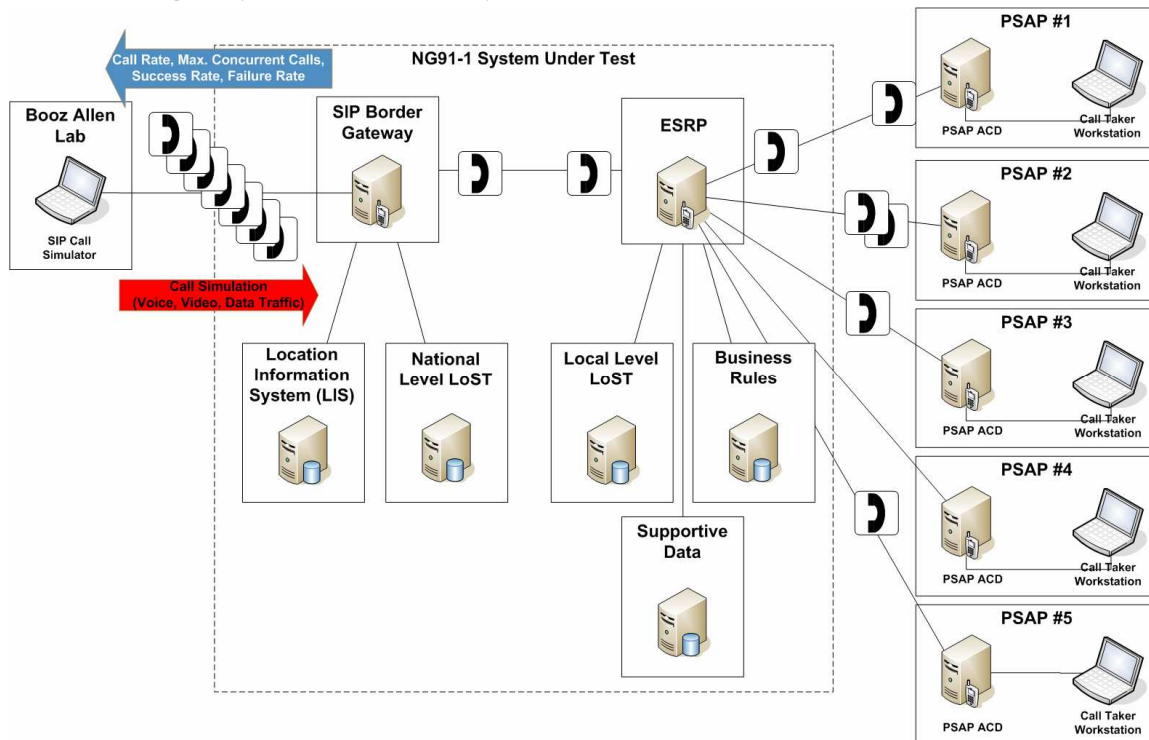 Call Rate, Max. Concurrent Calls,
Success Rate, Failure Rate
NG91-1 System Under Test
Booz Allen
Lab
SIP Call
Simulator
SIP Border
Gateway
ESRP
Call Simulation
(Voice, Video, Data Traffic)
Location
Information
System (LIS)
National
Level LoST
Local Level
LoST
Business
Rules
Supportive
Data
PSAP #1
PSAP ACD
Call Taker
Workstation
PSAP #2
PSAP ACD
Call Taker
Workstation
PSAP #3
PSAP ACD
Call Taker
Workstation
PSAP #4
PSAP ACD
Call Taker
Workstation
PSAP #5
PSAP ACD
Call Taker
Workstation